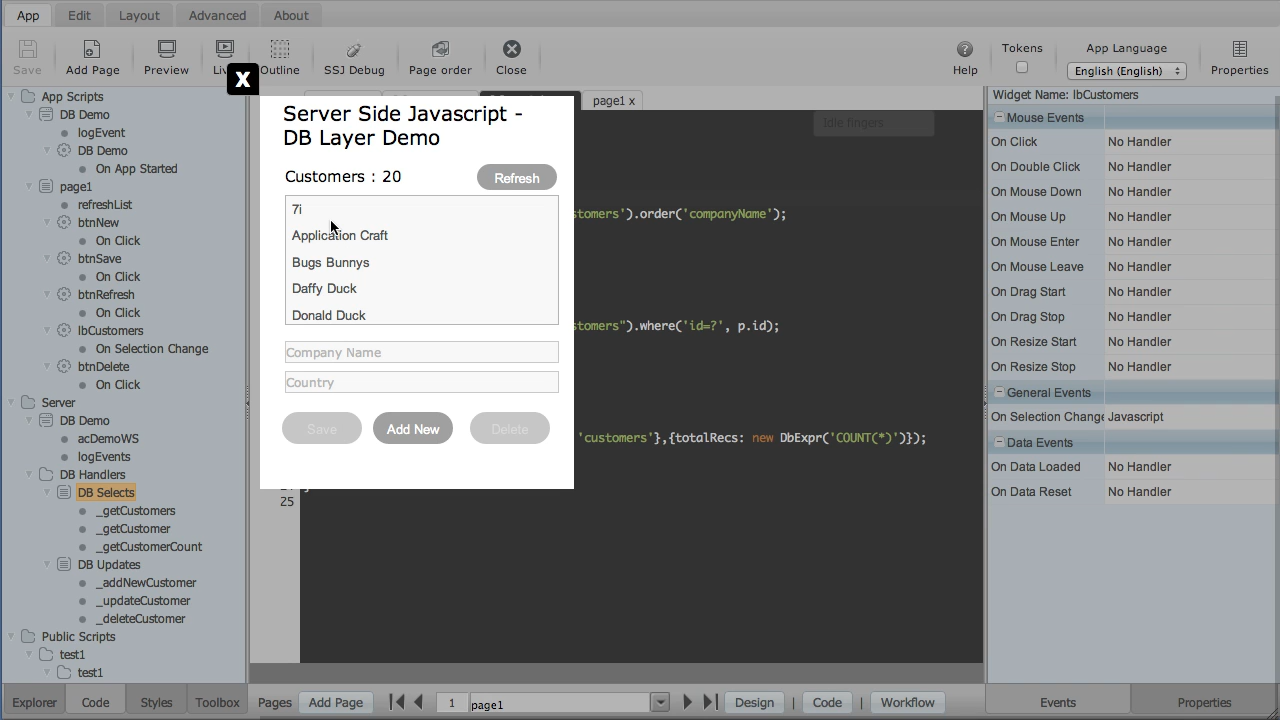 App Edit Layout Advanced About
Save Add Page Preview Outline SSJ Debug Page order Close Help Tokens App Language English (English) Properties
X
page1 x
App Scripts
DB Demo
logEvent
DB Demo
On App Started
page1
refreshList
btnNew
On Click
btnSave
On Click
btnRefresh
On Click
lbCustomers
On Selection Change
btnDelete
On Click
Server
DB Demo
acDemoWS
logEvents
DB Handlers
DB Selects
_getCustomers
_getCustomer
_getCustomerCount
DB Updates
_addNewCustomer
_updateCustomer
_deleteCustomer
Public Scripts
test1
test1
Server Side Javascript -
DB Layer Demo
Customers : 20 Refresh
7i
Application Craft
Bugs Bunnys
Daffy Duck
Donald Duck
Company Name
Country
Save Add New Delete
Idle fingers
stomers').order('companyName');
stomers").where('id=?', p.id);
'customers'},{totalRecs: new DbExpr('COUNT(*)')});
25
Widget Name: lbCustomers
Mouse Events
On Click No Handler
On Double Click No Handler
On Mouse Down No Handler
On Mouse Up No Handler
On Mouse Enter No Handler
On Mouse Leave No Handler
On Drag Start No Handler
On Drag Stop No Handler
On Resize Start No Handler
On Resize Stop No Handler
General Events
On Selection Change Javascript
Data Events
On Data Loaded No Handler
On Data Reset No Handler
Explorer Code Styles Toolbox Pages Add Page 1 page1 Design | Code | Workflow Events Properties